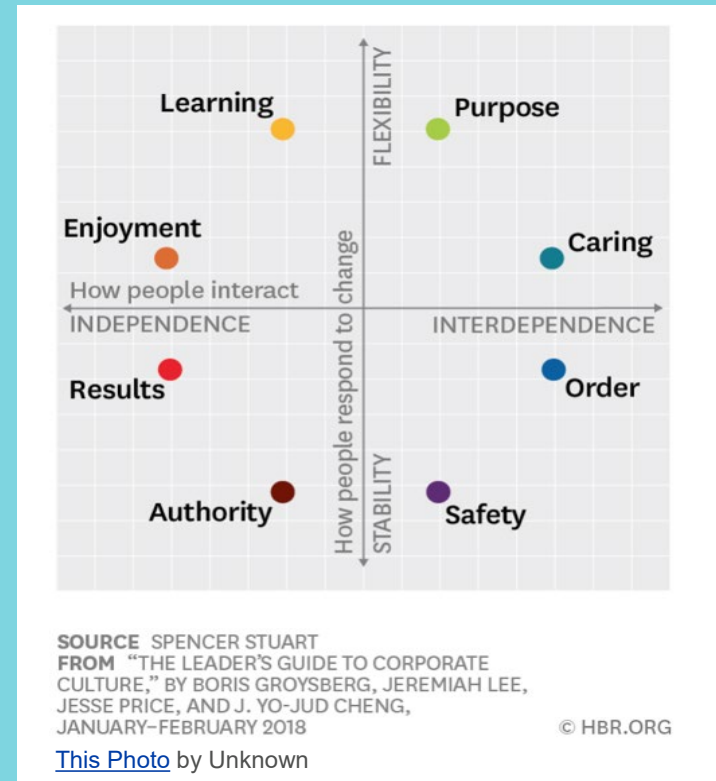 FLEXIBILITY
Learning
Purpose
Enjoyment
Caring
How people interact
How people respond to change
INDEPENDENCE
INTERDEPENDENCE
Results
Order
Authority
Safety
STABILITY
SOURCE SPENCER STUART
FROM “THE LEADER’S GUIDE TO CORPORATE
CULTURE,” BY BORIS GROYSBERG, JEREMIAH LEE,
JESSE PRICE, AND J. YO-JUD CHENG,
JANUARY–FEBRUARY 2018
© HBR.ORG
This Photo by Unknown